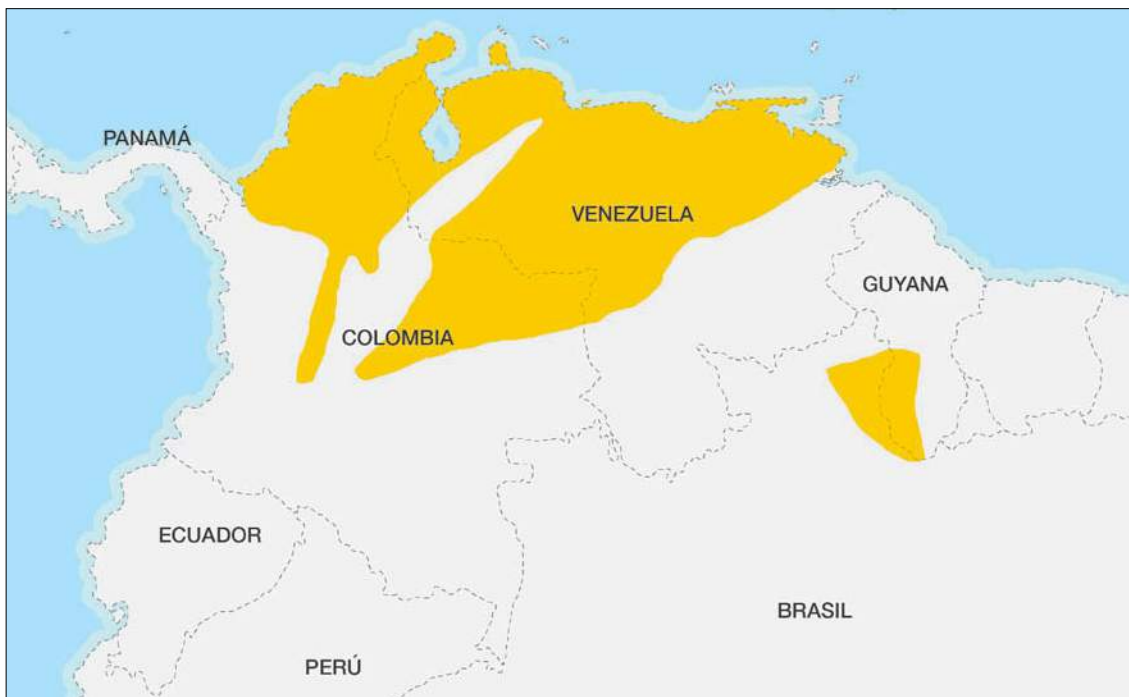 PANAMÁ
VENEZUELA
GUYANA
COLOMBIA
ECUADOR
BRASIL
PERÚ